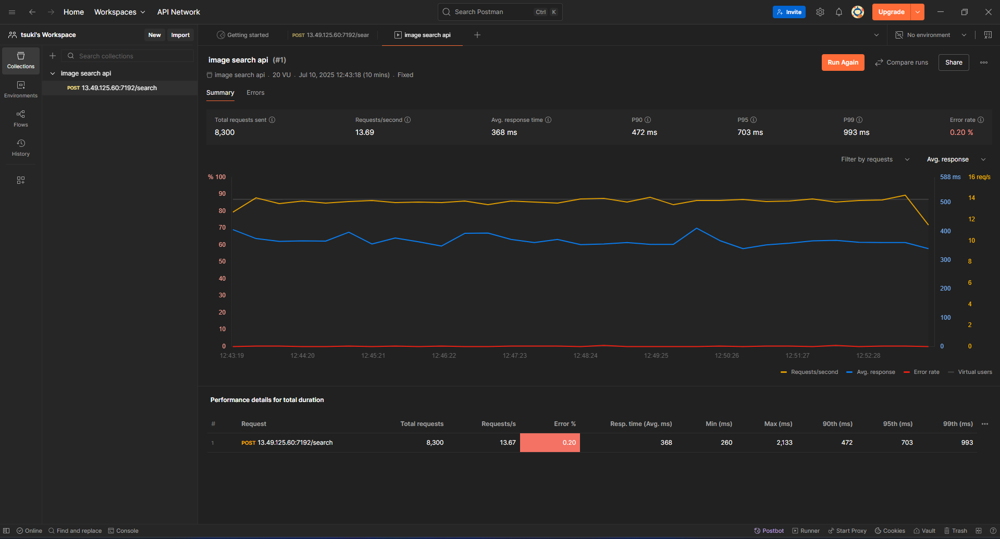 Home Workspaces API Network Search Postman Ctrl K Invite Upgrade
tsuki's Workspace New Import Getting started POST 13.49.125.60:7192/sear image search api No environment
Collections Search collections
image search api
POST 13.49.125.60:7192/search
Environments
Flows
History
image search api (#1) Run Again Compare runs Share
image search api . 20 VU . Jul 10, 2025 12:43:18 (10 mins) . Fixed
Summary Errors
Total requests sent Requests/second Avg. response time P90 P95 P99 Error rate
8,300 13.69 368 ms 472 ms 703 ms 993 ms 0.20 %
Filter by requests Avg. response
% 100 588 ms 16 req/s
90 500 14
80 12
70 400
60 10
50 300 8
40 6
30 200
20 100 4
10 2
0 0 0
12:43:19 12:44:20 12:45:21 12:46:22 12:47:23 12:48:24 12:49:25 12:50:26 12:51:27 12:52:28
Requests/second Avg. response Error rate Virtual users
Performance details for total duration
# Request Total requests Requests/s Error % Resp. time (Avg. ms) Min (ms) Max (ms) 90th (ms) 95th (ms) 99th (ms)
1 POST 13.49.125.60:7192/search 8,300 13.67 0.20 368 260 2,133 472 703 993
Online Find and replace Console Postbot Runner Start Proxy Cookies Vault Trash